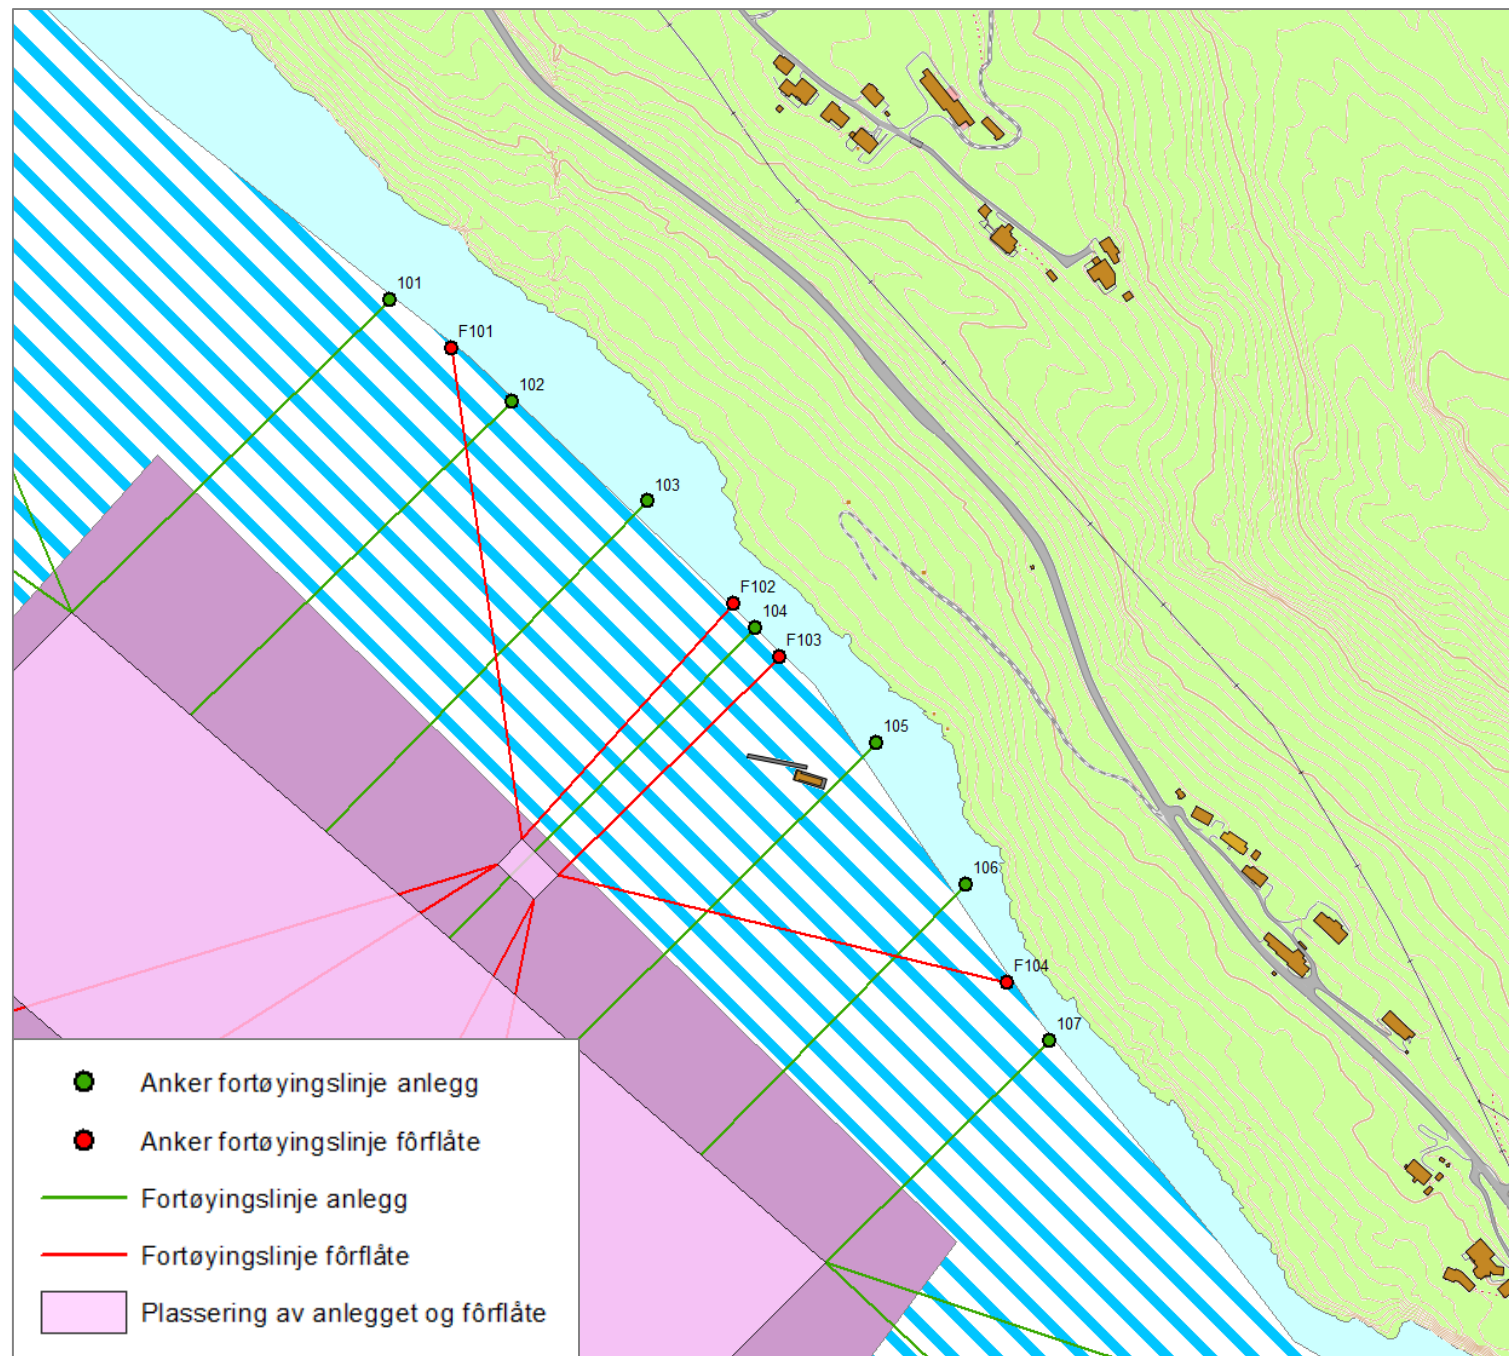 101
F101
102
103
F102
104
F103
105
106
F104
107
Anker fortøyingslinje anlegg
Anker fortøyingslinje fôrflåte
Fortøyingslinje anlegg
Fortøyingslinje fôrflåte
Plassering av anlegget og fôrflåte